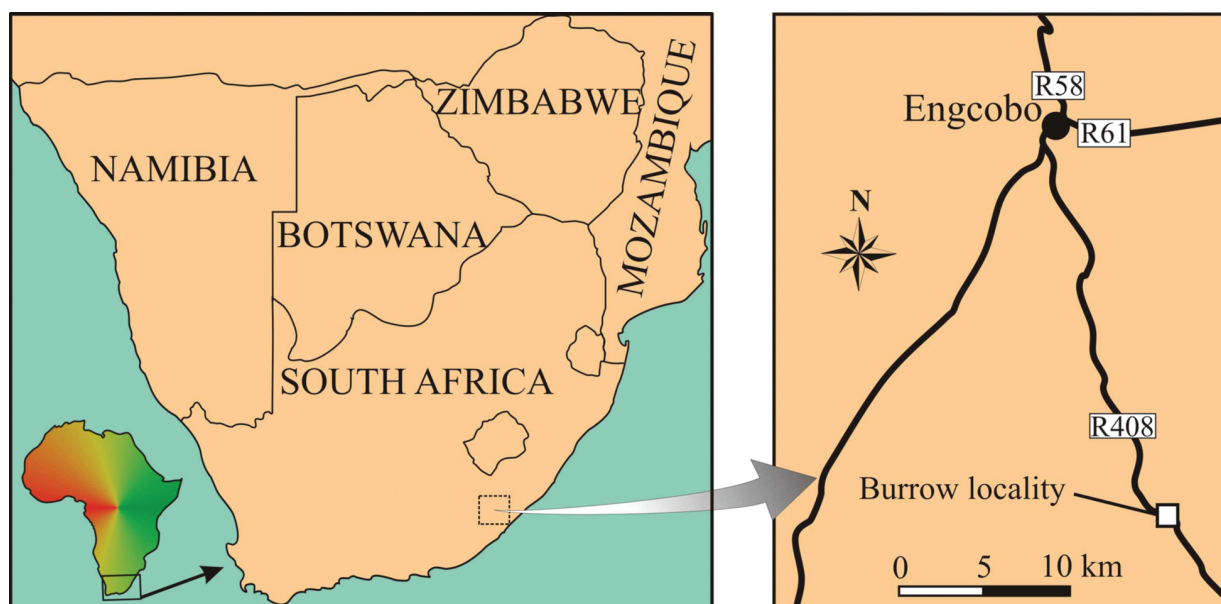 NAMIBIA
BOTSWANA
ZIMBABWE
MOZAMBIQUE
SOUTH AFRICA
R58
Engcobo
R61
N
R408
Burrow locality
0 5 10 km